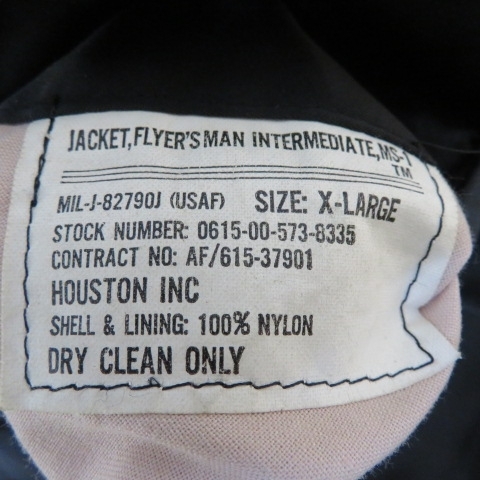 JACKET, FLYER'S MAN INTERMEDIATE, MS-1
TM
MIL-J-82790J (USAF) SIZE: X-LARGE
STOCK NUMBER: 0615-00-573-8335
CONTRACT NO: AF/615-37901
HOUSTON INC
SHELL & LINING: 100% NYLON
DRY CLEAN ONLY